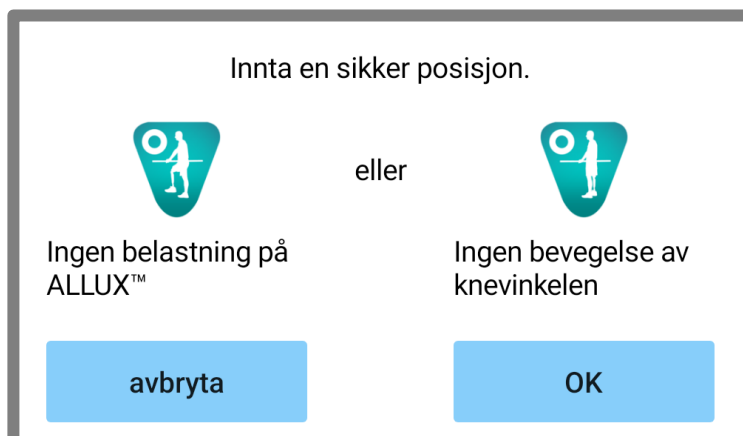 Innta en sikker posisjon.
eller
Ingen belastning på
ALLUX™
Ingen bevegelse av
knevinkelen
avbryta
OK